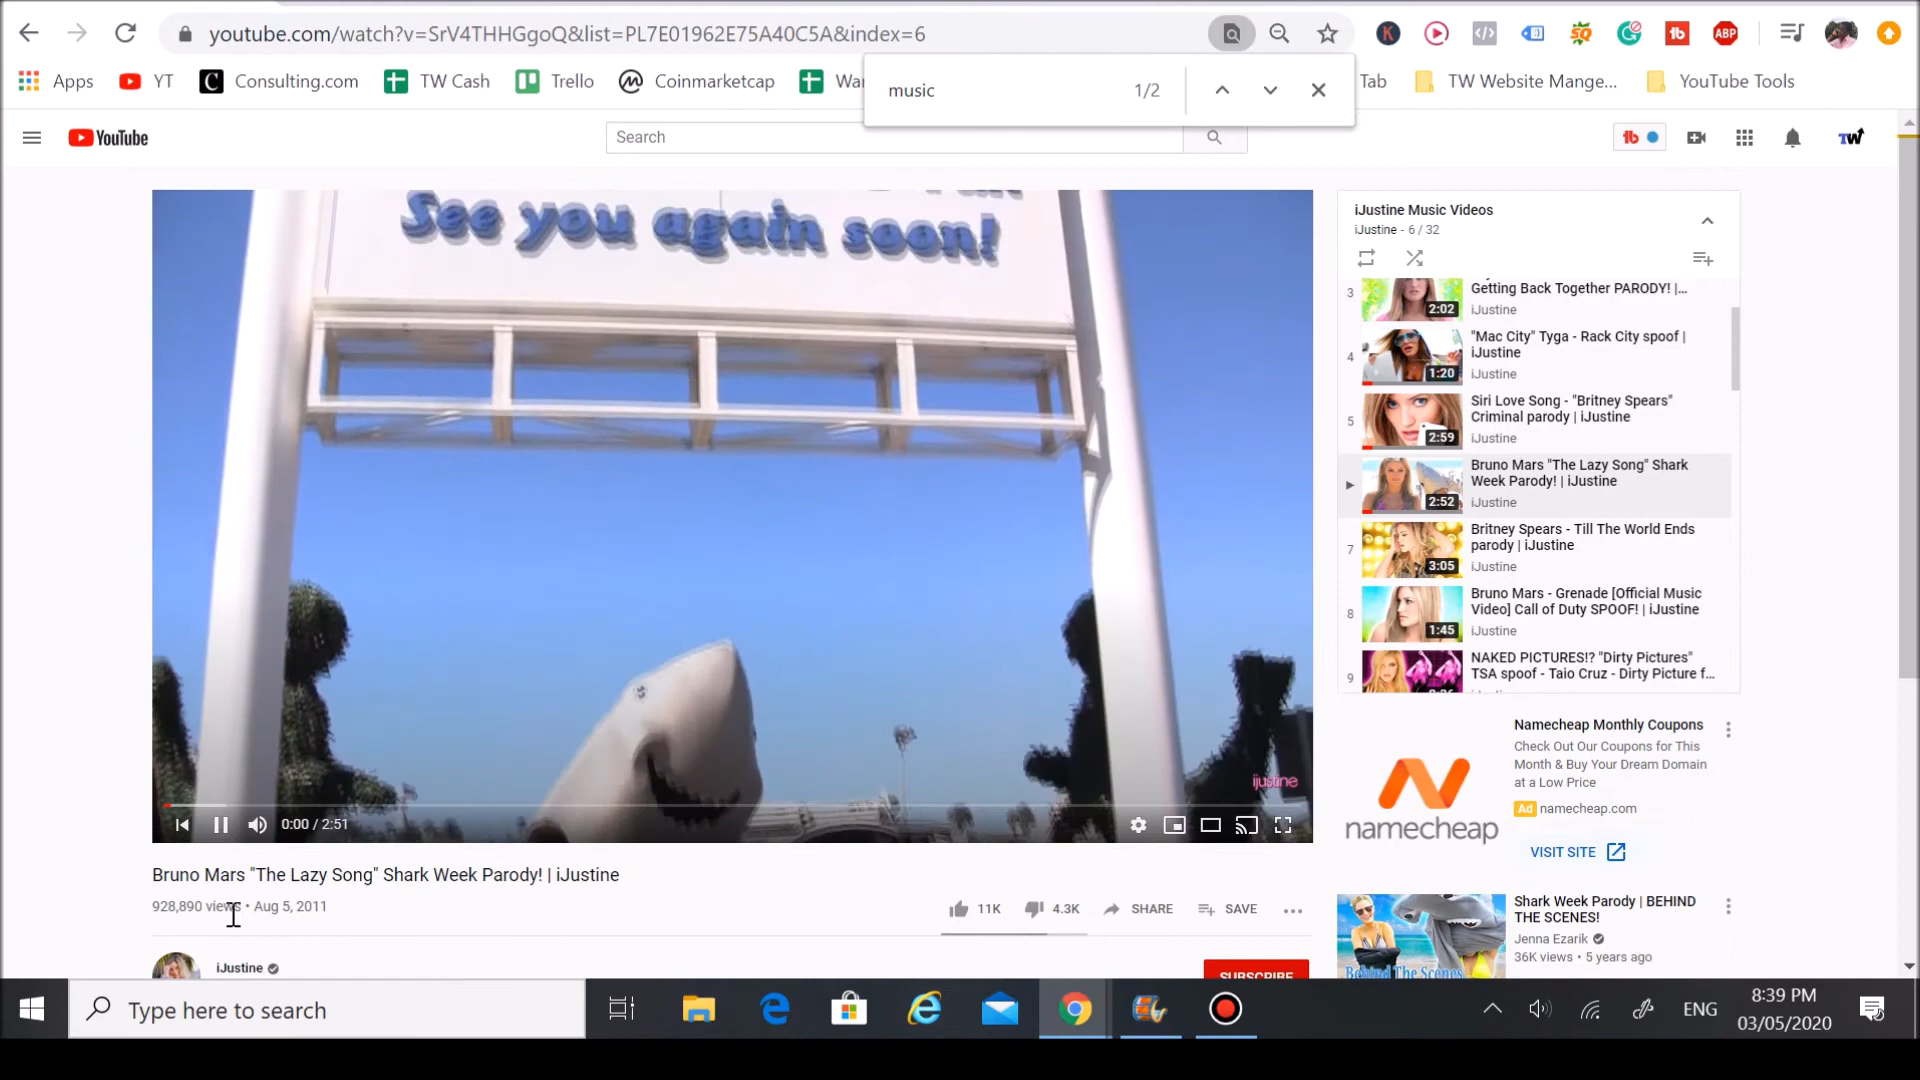 youtube.com/watch?v=SrV4THHGgoQ&list=PL7E01962E75A40C5A&index=6
ABP
Apps
YT
Consulting.com
TW Cash
Trello
Coinmarketcap
music
1/2
Tab
TW Website Mange...
YouTube Tools
YouTube
Search
See you again soon!
ijustine
0:00 / 2:51
Bruno Mars "The Lazy Song" Shark Week Parody! | iJustine
928,890 views • Aug 5, 2011
11K
4.3K
SHARE
SAVE
iJustine
SUBSCRIBE
iJustine Music Videos
iJustine - 6 / 32
3
2:02
Getting Back Together PARODY! |...
iJustine
4
1:20
"Mac City" Tyga - Rack City spoof |
iJustine
iJustine
5
2:59
Siri Love Song - "Britney Spears"
Criminal parody | iJustine
iJustine
2:52
Bruno Mars "The Lazy Song" Shark
Week Parody! | iJustine
iJustine
7
3:05
Britney Spears - Till The World Ends
parody | iJustine
iJustine
8
1:45
Bruno Mars - Grenade [Official Music
Video] Call of Duty SPOOF! | iJustine
iJustine
9
NAKED PICTURES!? "Dirty Pictures"
TSA spoof - Taio Cruz - Dirty Picture f...
namecheap
Namecheap Monthly Coupons
Check Out Our Coupons for This
Month & Buy Your Dream Domain
at a Low Price
Ad namecheap.com
VISIT SITE
Behind The Scenes
Shark Week Parody | BEHIND
THE SCENES!
Jenna Ezarik
36K views • 5 years ago
Type here to search
ENG
8:39 PM
03/05/2020